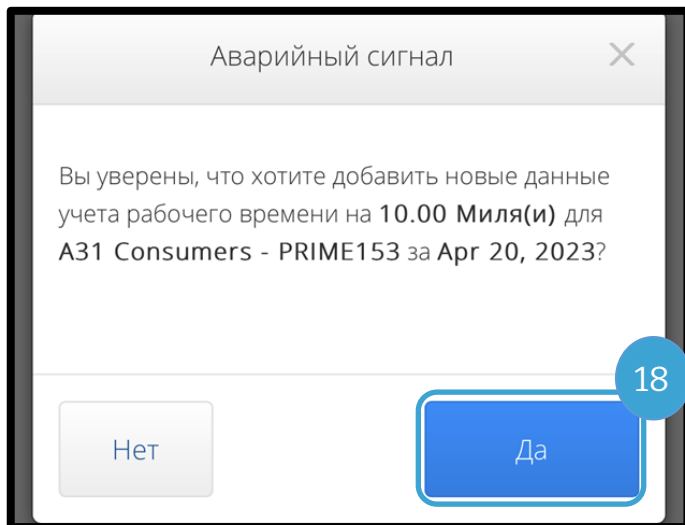 Аварийный сигнал
Вы уверены, что хотите добавить новые данные
учета рабочего времени на 10.00 Миля(и) для
A31 Consumers - PRIME153 за Apr 20, 2023?
18
Нет
Да